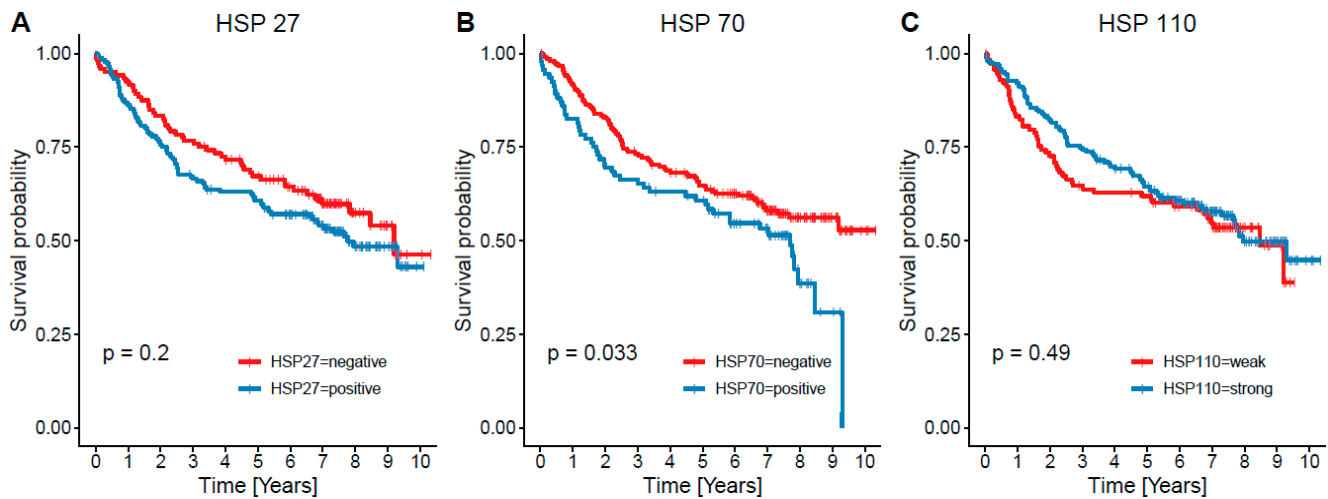 A HSP 27
Survival probability
1.00
0.75
0.50
0.25
0.00
p = 0.2
HSP27=negative
HSP27=positive
0 1 2 3 4 5 6 7 8 9 10
Time [Years]
B HSP 70
Survival probability
1.00
0.75
0.50
0.25
0.00
p = 0.033
HSP70=negative
HSP70=positive
0 1 2 3 4 5 6 7 8 9 10
Time [Years]
C HSP 110
Survival probability
1.00
0.75
0.50
0.25
0.00
p = 0.49
HSP110=weak
HSP110=strong
0 1 2 3 4 5 6 7 8 9 10
Time [Years]